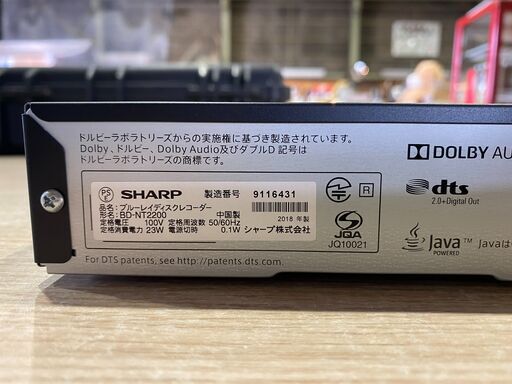 ドルビーラボラトリーズからの実施権に基づき製造されています。
Dolby、ドルビー、Dolby Audio及びダブルD 記号は
ドルビーラボラトリーズの商標です。
DOLBY AU
PS
E
SHARP 製造番号 9116431
品名: ブルーレイディスクレコーダー
形名: BD-NT2200 中国製 2018 年製
定格電圧 100V 定格周波数 50/60Hz
定格消費電力 23W 電源切時 0.1W シャープ株式会社
R
JQA
JQ10021
dts
2.0+Digital Out
Java™ Javaは
POWERED
For DTS patents, see http://patents.dts.com.